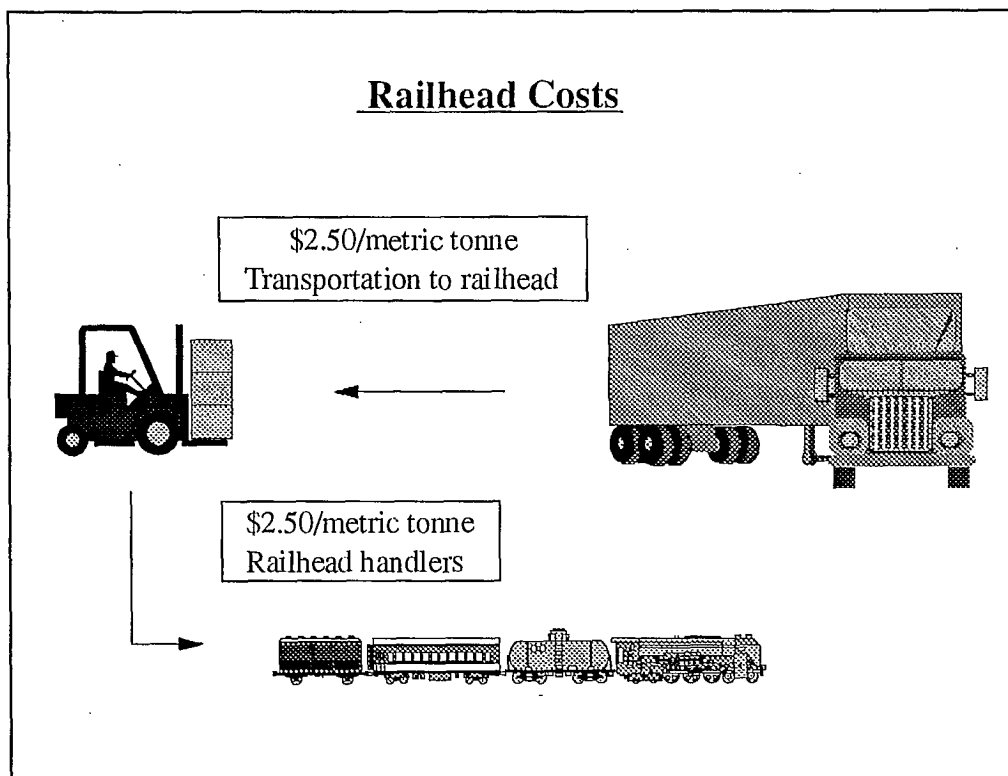 Railhead Costs
$2.50/metric tonne
Transportation to railhead
$2.50/metric tonne
Railhead handlers